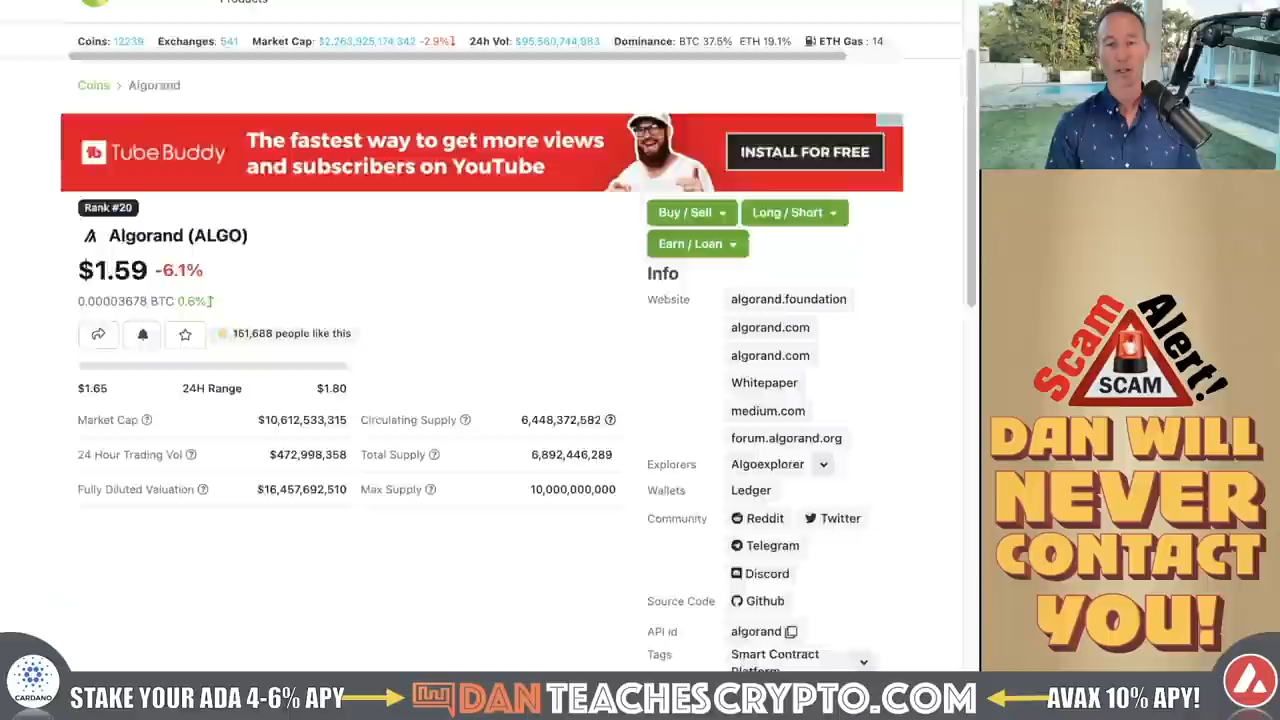 Products
Coins: 12239 Exchanges: 541 Market Cap: $2,263,925,174,342 -2.9% 24h Vol: $95,560,744,983 Dominance: BTC 37.5% ETH 19.1% ETH Gas: 14
Coins > Algorand
TubeBuddy
The fastest way to get more views
and subscribers on YouTube
INSTALL FOR FREE
Rank #20
Algorand (ALGO)
$1.59 -6.1%
0.00003678 BTC 0.6%
151,688 people like this
$1.65 24H Range $1.80
Market Cap $10,612,533,315 Circulating Supply 6,448,372,582
24 Hour Trading Vol $472,998,358 Total Supply 6,892,446,289
Fully Diluted Valuation $16,457,692,510 Max Supply 10,000,000,000
Buy / Sell Long / Short
Earn / Loan
Info
Website algorand.foundation
algorand.com
algorand.com
Whitepaper
medium.com
forum.algorand.org
Explorers Algoexplorer
Wallets Ledger
Community Reddit Twitter
Telegram
Discord
Source Code Github
API id algorand
Tags Smart Contract
Platform
Scam Alert!
SCAM
DAN WILL
NEVER
CONTACT
YOU!
CARDANO
STAKE YOUR ADA 4-6% APY
DANTEACHESCRYPTO.COM
AVAX 10% APY!